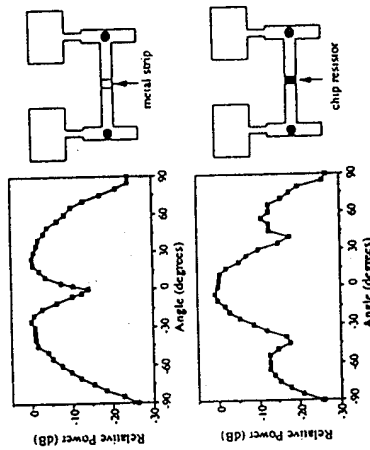 metal strip
Relative Power (dB)
0
-10
-20
-30
-90 -60 -30 0 30 60 90
Angle (degrees)
chip resistor
Relative Power (dB)
0
-10
-20
-30
-90 -60 -30 0 30 60 90
Angle (degrees)